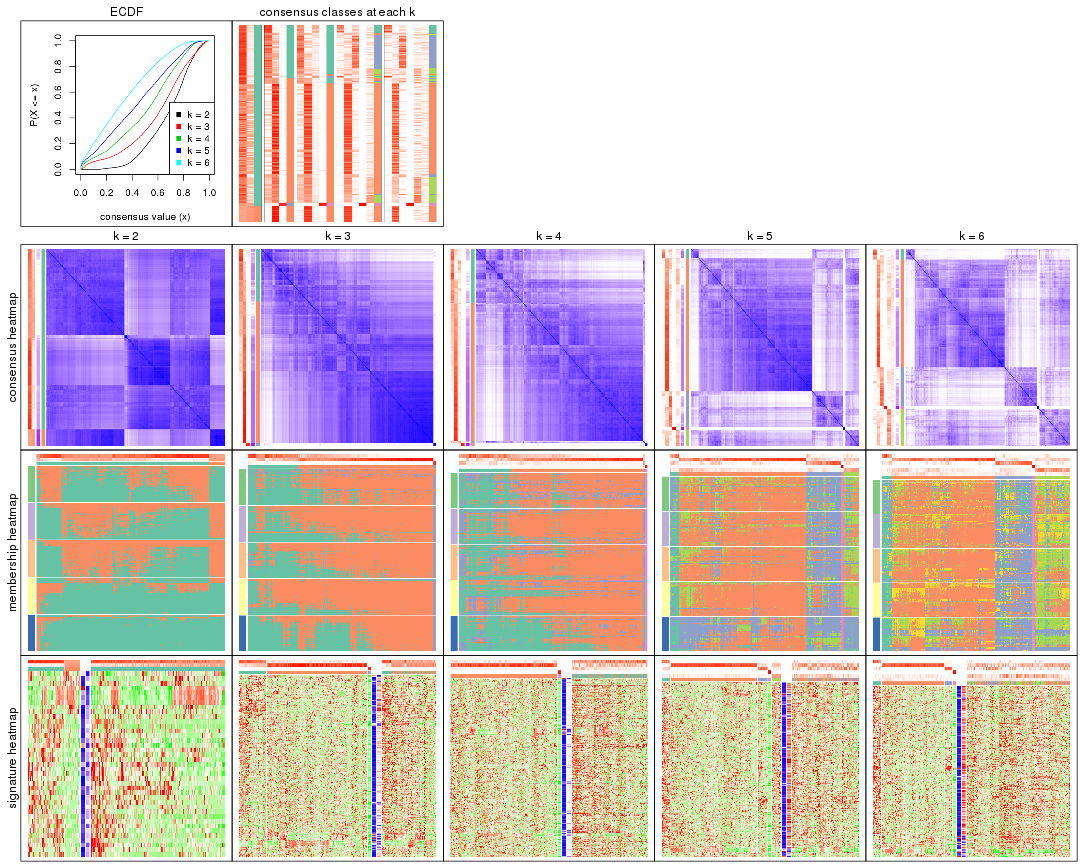 ECDF
consensus classes at each k
P(X <= x)
0.0 0.2 0.4 0.6 0.8 1.0
k = 2
k = 3
k = 4
k = 5
k = 6
0.0 0.2 0.4 0.6 0.8 1.0
consensus value (x)
k = 2 k = 3 k = 4 k = 5 k = 6
consensus heatmap
membership heatmap
signature heatmap